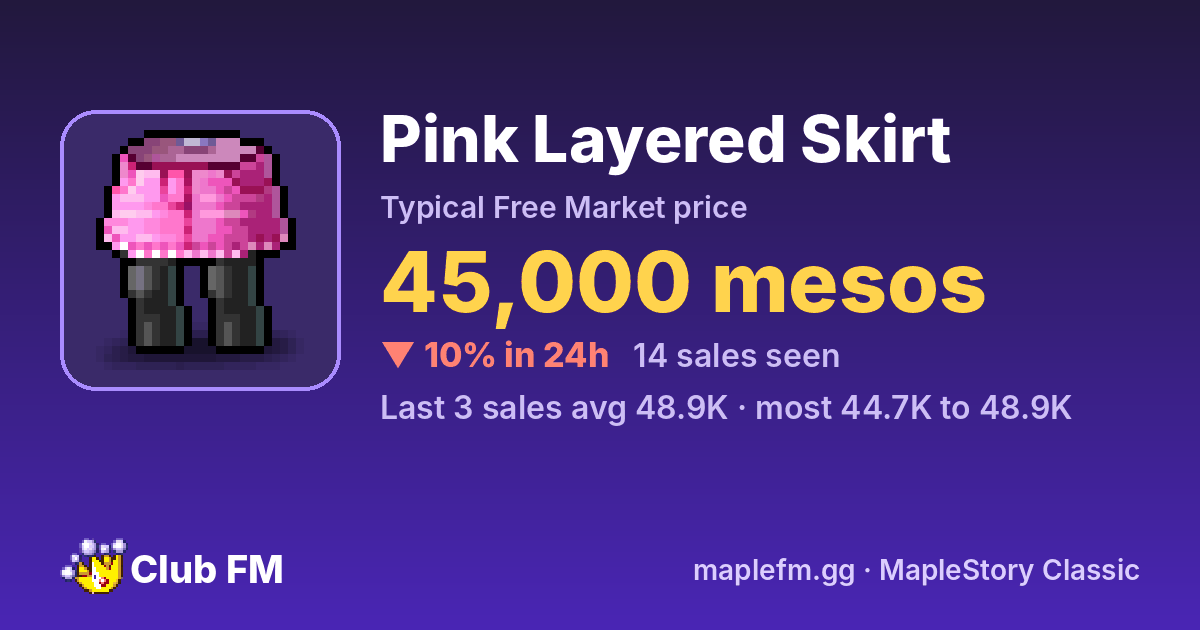 Pink Layered Skirt
Typical Free Market price
45,000 mesos
▼ 10% in 24h 14 sales seen
Last 3 sales avg 48.9K · most 44.7K to 48.9K
Club FM
maplefm.gg · MapleStory Classic